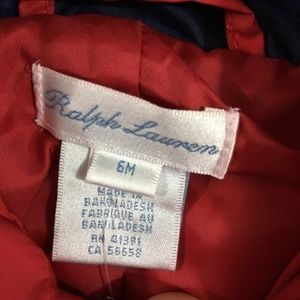 Ralph Lauren
6M
MADE IN
BANGLADESH
FABRIQUE AU
BANGLADESH
RN 41381
CA 56658